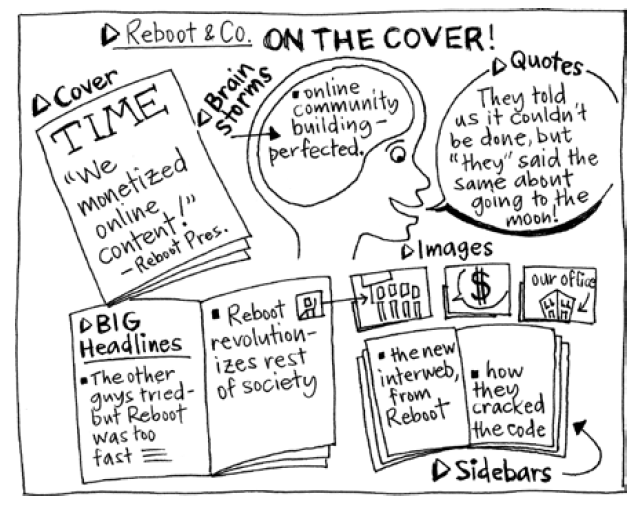 Reboot & Co. ON THE COVER!
Cover
TIME
"We
monetized
online
content!"
—Reboot Pres.
Brain
storms
online
community
building—
perfected.
Quotes
They told
us it couldn't
be done, but
"they" said the
same about
going to the
moon!
Images
$
our office
BIG
Headlines
The other
guys tried-
but Reboot
was too
fast
Reboot
revolution-
izes rest
of society
the new
interweb,
from
Reboot
how
they
cracked
the code
Sidebars